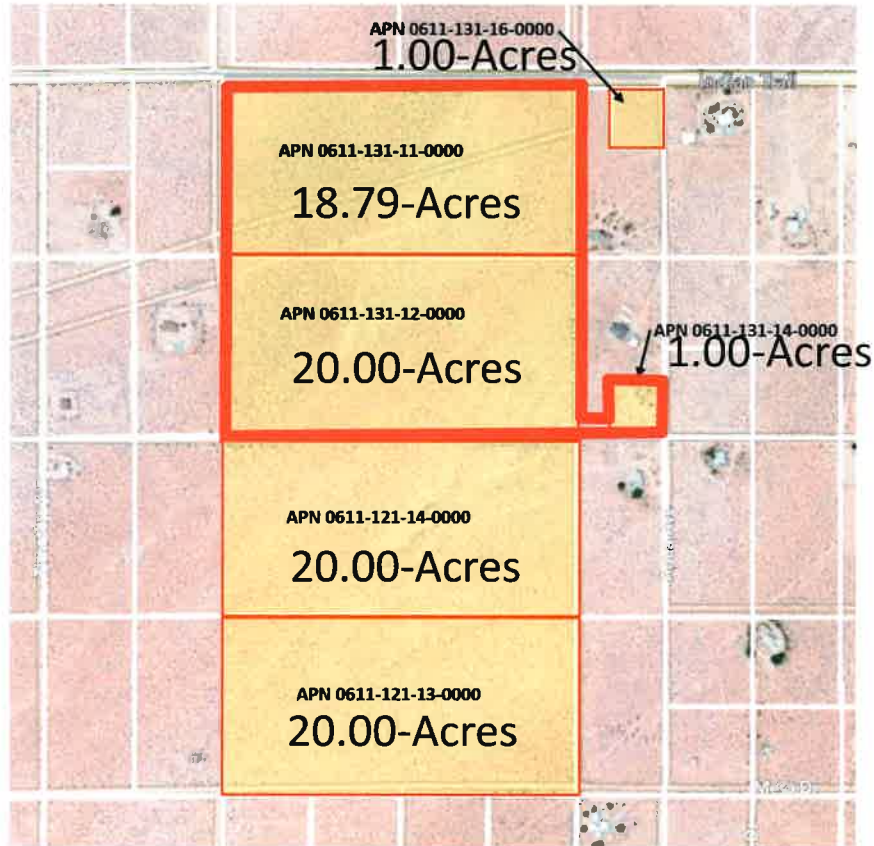 APN 0611-131-16-0000
1.00-Acres
Indian Trail
APN 0611-131-11-0000
18.79-Acres
APN 0611-131-12-0000
20.00-Acres
APN 0611-131-14-0000
1.00-Acres
APN 0611-121-14-0000
20.00-Acres
APN 0611-121-13-0000
20.00-Acres